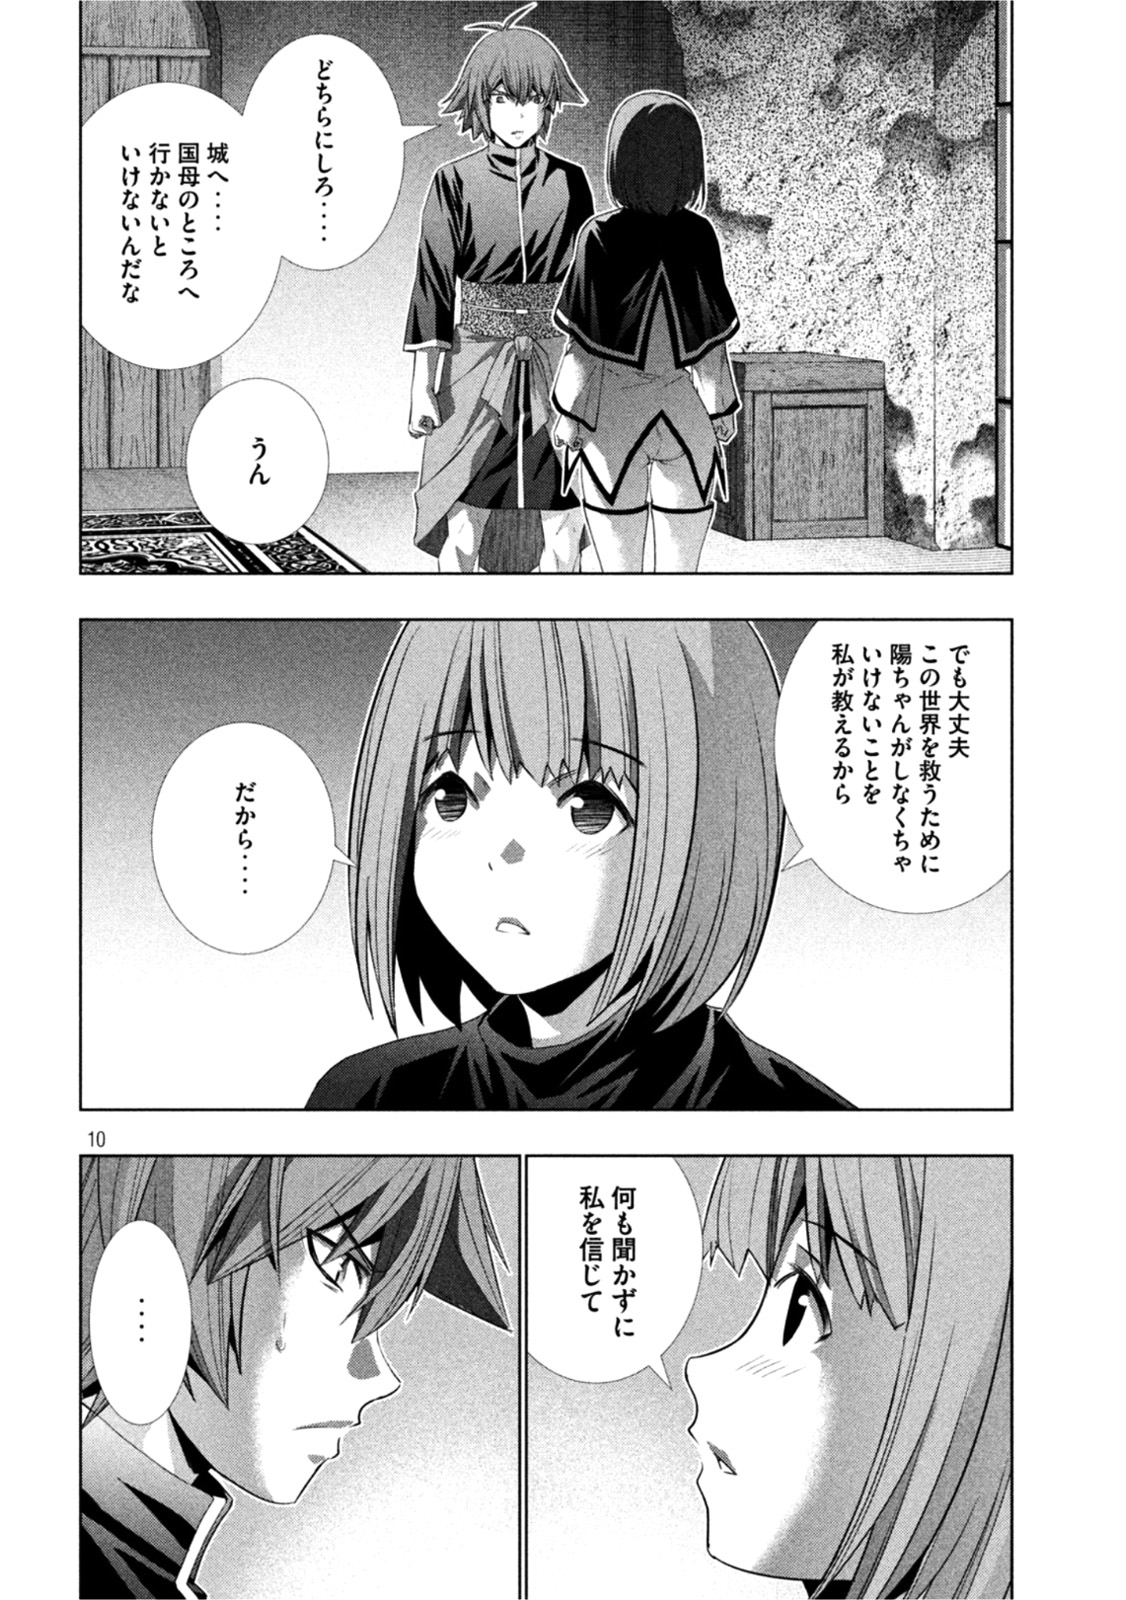 どちらにしろ‥‥
城へ‥‥
国母のところへ
行かないと
いけないんだな
うん
でも大丈夫
この世界を救うために
陽ちゃんがしなくちゃ
いけないことを
私が教えるから
だから‥‥
10
何も聞かずに
私を信じて
‥‥